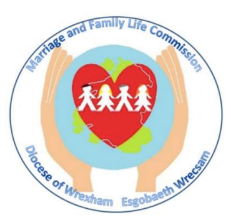 Marriage and Family Life Commission
Diocese of Wrexham Esgobaeth Wrecsam